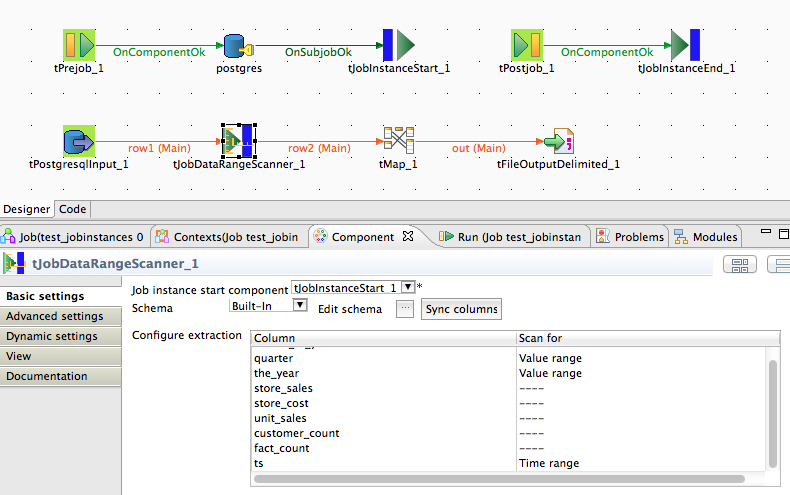 OnComponentOk
OnSubjobOk
OnComponentOk
tPrejob_1
postgres
tJobInstanceStart_1
tPostjob_1
tJobInstanceEnd_1
row1 (Main)
row2 (Main)
out (Main)
tPostgresqlInput_1
tJobDataRangeScanner_1
tMap_1
tFileOutputDelimited_1
Designer Code
Job(test_jobinstances 0
Contexts(Job test_jobin
Component
Run (Job test_jobinstan
Problems
Modules
tJobDataRangeScanner_1
Basic settings
Advanced settings
Dynamic settings
View
Documentation
Job instance start component tJobInstanceStart_1 *
Schema Built-In Edit schema ... Sync columns
Configure extraction
Column Scan for
quarter Value range
the_year Value range
store_sales ----
store_cost ----
unit_sales ----
customer_count ----
fact_count ----
ts Time range